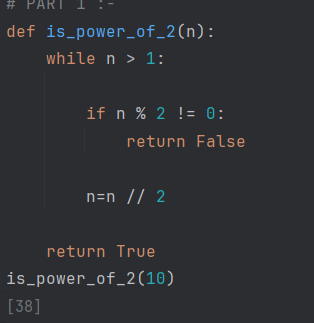 # PART 1 :-
def is_power_of_2(n):
    while n > 1:
        if n % 2 != 0:
            return False
        n=n // 2
    return True
is_power_of_2(10)
[38]